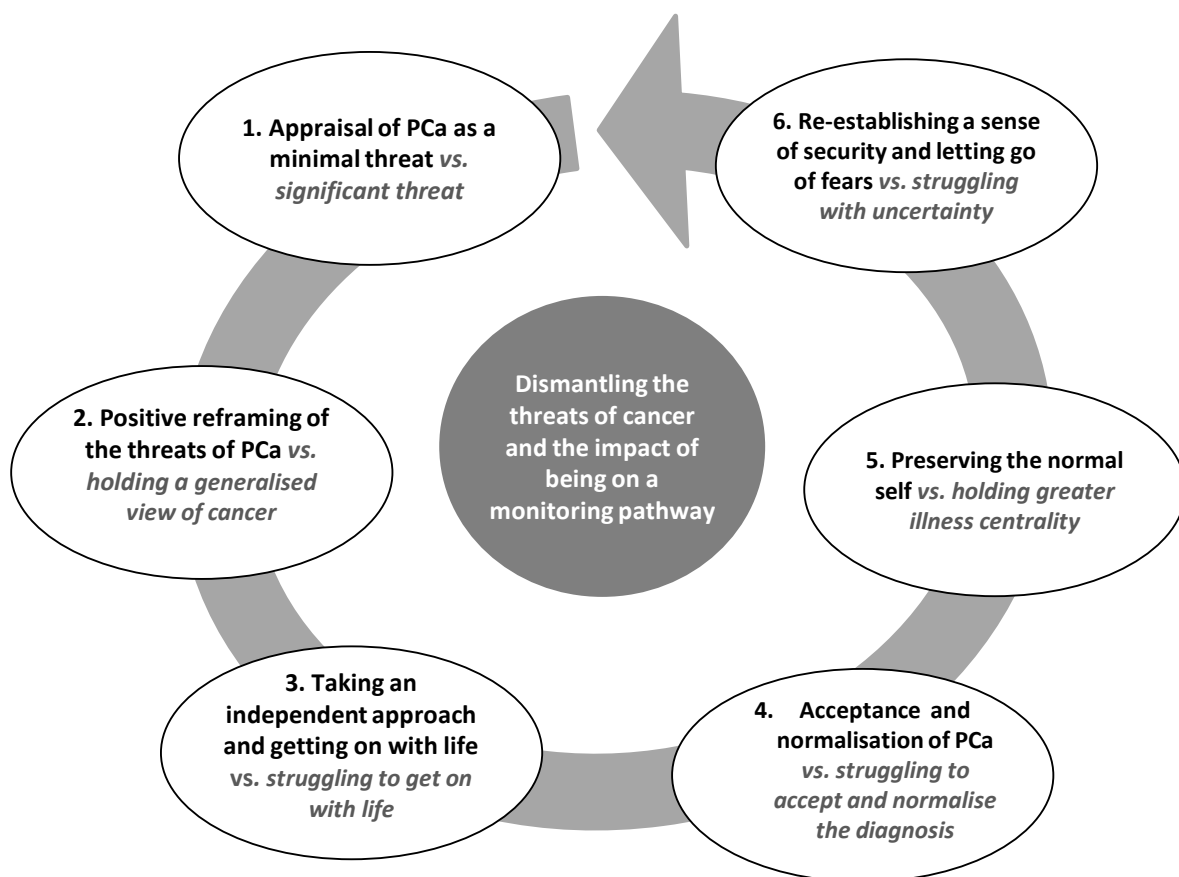 1. Appraisal of PCa as a
minimal threat vs.
significant threat
2. Positive reframing of
the threats of PCa vs.
holding a generalised
view of cancer
3. Taking an
independent approach
and getting on with life
vs. struggling to get on
with life
4. Acceptance and
normalisation of PCa
vs. struggling to
accept and normalise
the diagnosis
5. Preserving the normal
self vs. holding greater
illness centrality
6. Re-establishing a sense
of security and letting go
of fears vs. struggling
with uncertainty
Dismantling the
threats of cancer
and the impact of
being on a
monitoring pathway